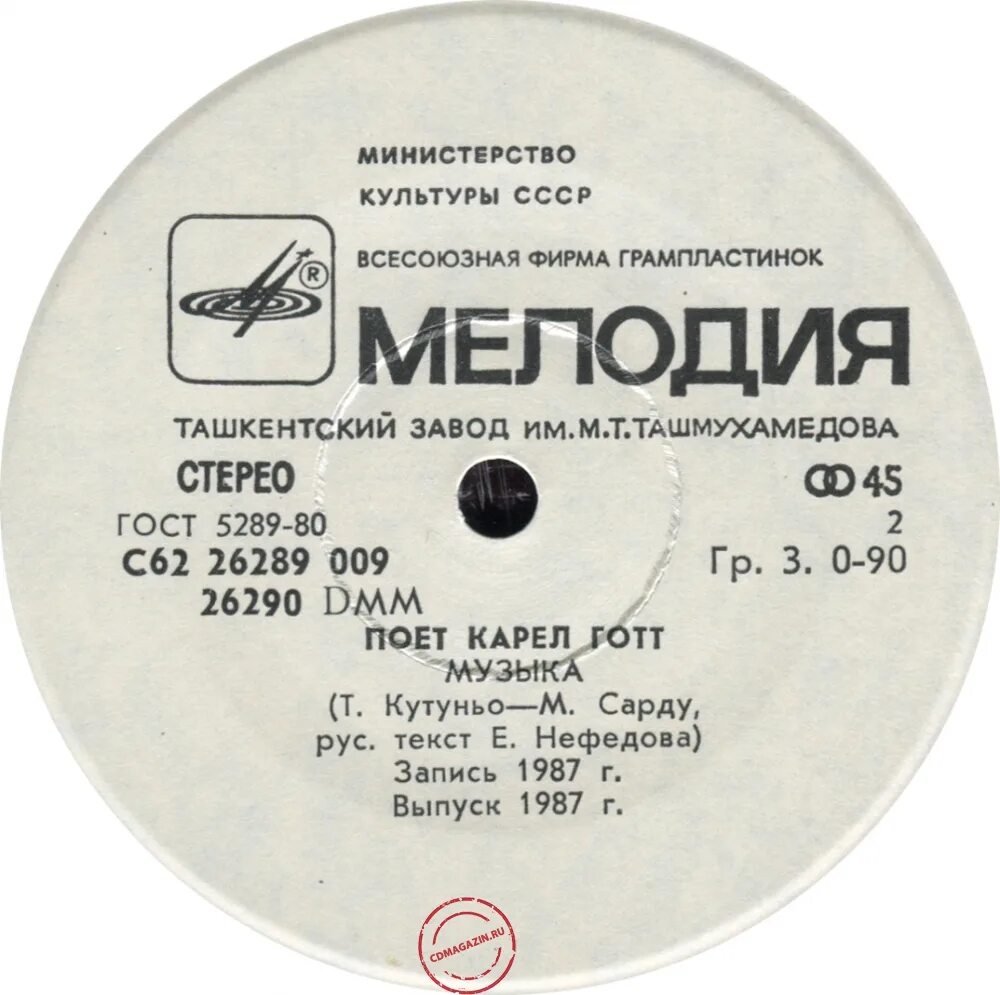 МИНИСТЕРСТВО
КУЛЬТУРЫ СССР
ВСЕСОЮЗНАЯ ФИРМА ГРАМПЛАСТИНОК
®
МЕЛОДИЯ
ТАШКЕНТСКИЙ ЗАВОД ИМ. М.Т.ТАШМУХАМЕДОВА
СТЕРЕО
45
ГОСТ 5289-80
2
С62 26289 009
Гр. 3. 0-90
26290 DMM
ПОЕТ КАРЕЛ ГОТТ
МУЗЫКА
(Т. Кутуньо—М. Сарду,
рус. текст Е. Нефедова)
Запись 1987 г.
Выпуск 1987 г.
CDMAGAZIN.RU